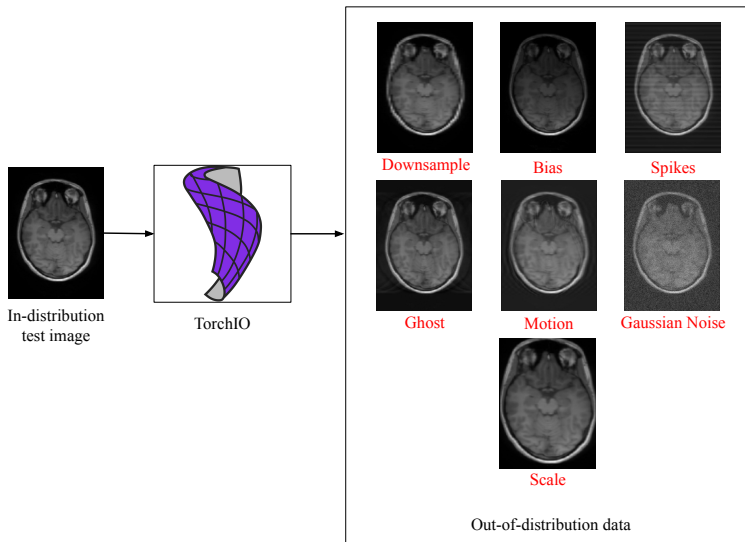 Downsample
Bias
Spikes
Ghost
Motion
Gaussian Noise
Scale
In-distribution
test image
TorchIO
Out-of-distribution data